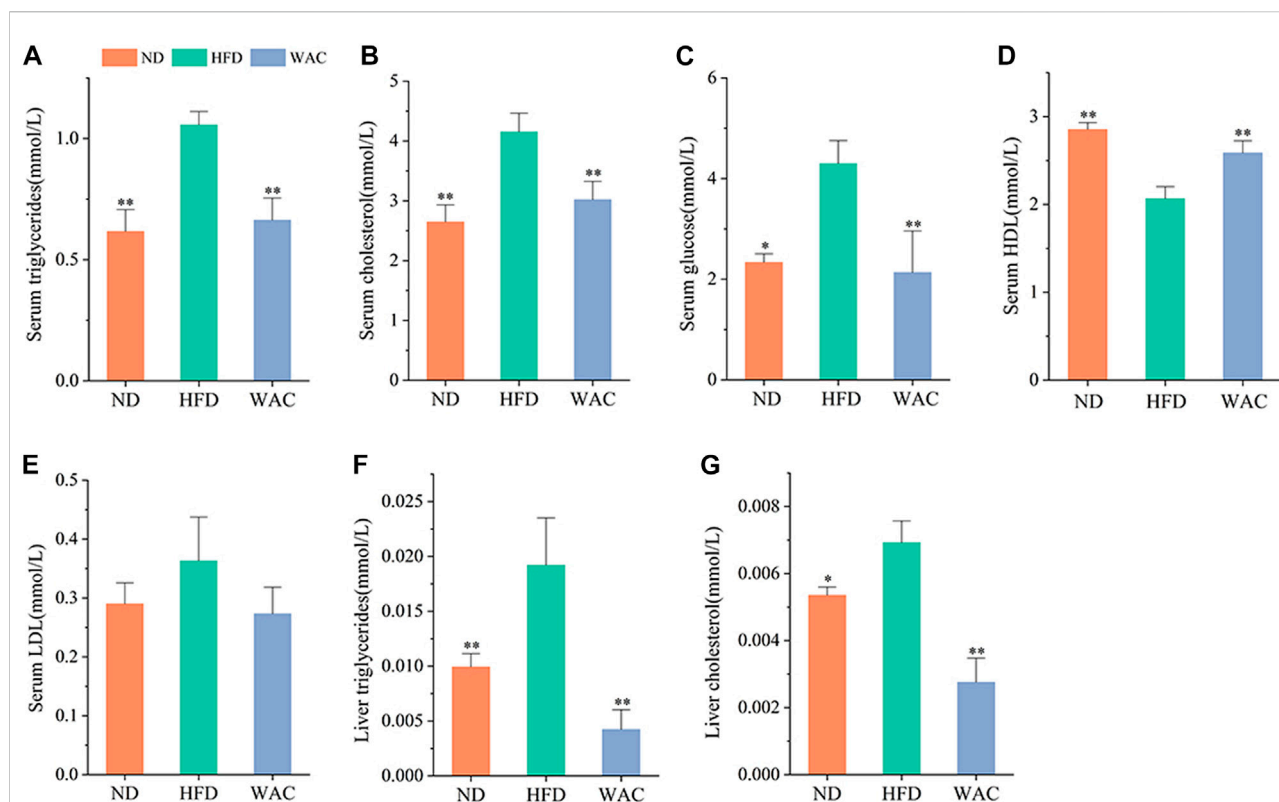 A
ND HFD WAC
Serum triglycerides(mmol/L)
1.0
0.5
0.0
**
**
ND HFD WAC
B
Serum cholesterol(mmol/L)
5
4
3
2
1
0
**
**
ND HFD WAC
C
Serum glucose(mmol/L)
6
4
2
0
*
**
ND HFD WAC
D
Serum HDL(mmol/L)
3
2
1
0
**
**
ND HFD WAC
E
Serum LDL(mmol/L)
0.5
0.4
0.3
0.2
0.1
0.0
ND HFD WAC
F
Liver triglycerides(mmol/L)
0.025
0.020
0.015
0.010
0.005
0.000
**
**
ND HFD WAC
G
Liver cholesterol(mmol/L)
0.008
0.006
0.004
0.002
0.000
*
**
ND HFD WAC